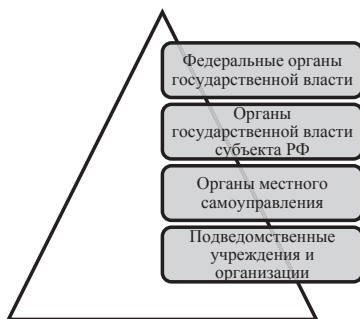 Федеральные органы
государственной власти
Органы
государственной власти
субъекта РФ
Органы местного
самоуправления
Подведомственные
учреждения и
организации